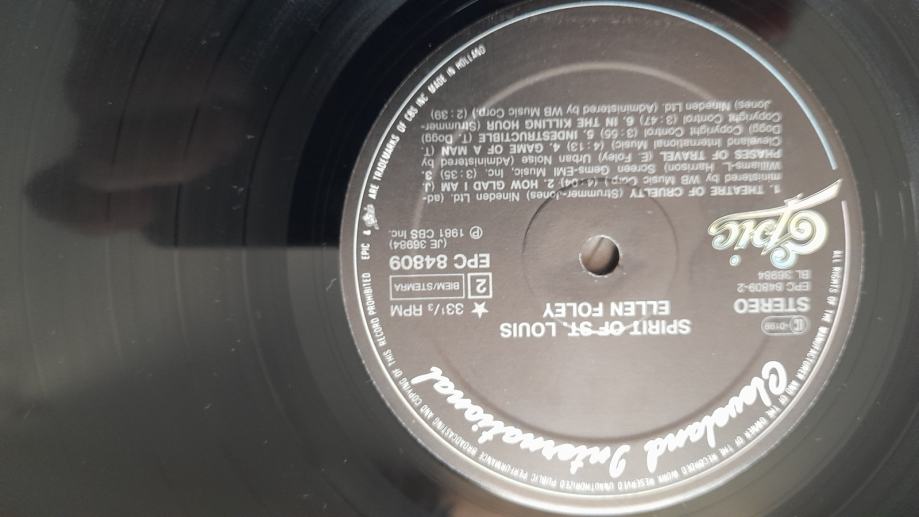 Cleveland International
STEREO
EPC 84809-2
BL 36984
Epic
SPIRIT OF ST. LOUIS
ELLEN FOLEY
★ 33 1/3 RPM
2 BIEM/STEMRA
EPC 84809
(JE 36984)
℗ 1981 CBS Inc.
1. THEATRE OF CRUELTY (Strummer-Jones) Nineden Ltd. (ad-
ministered by WB Music Corp.) (4:04) 2. HOW GLAD I AM (J.
Williams-L. Harrison) Screen Gems-EMI Music, Inc. (3:35) 3.
PHASES OF TRAVEL (E. Foley) Urban Noise (Administered by
Cleveland International Music) (4:13) 4. GAME OF A MAN (T.
Dogg) Copyright Control (3:55) 5. INDESTRUCTIBLE (T. Dogg)
Copyright Control (3:47) 6. IN THE KILLING HOUR (Strummer-
Jones) Nineden Ltd. (Administered by WB Music Corp.) (2:39)
ALL RIGHTS OF THE MANUFACTURER AND OF THE OWNER OF THE RECORDED WORK RESERVED UNAUTHORIZED PUBLIC PERFORMANCE BROADCASTING AND COPYING OF THIS RECORD PROHIBITED EPIC & ARE TRADEMARKS OF CBS INC MADE IN HOLLAND